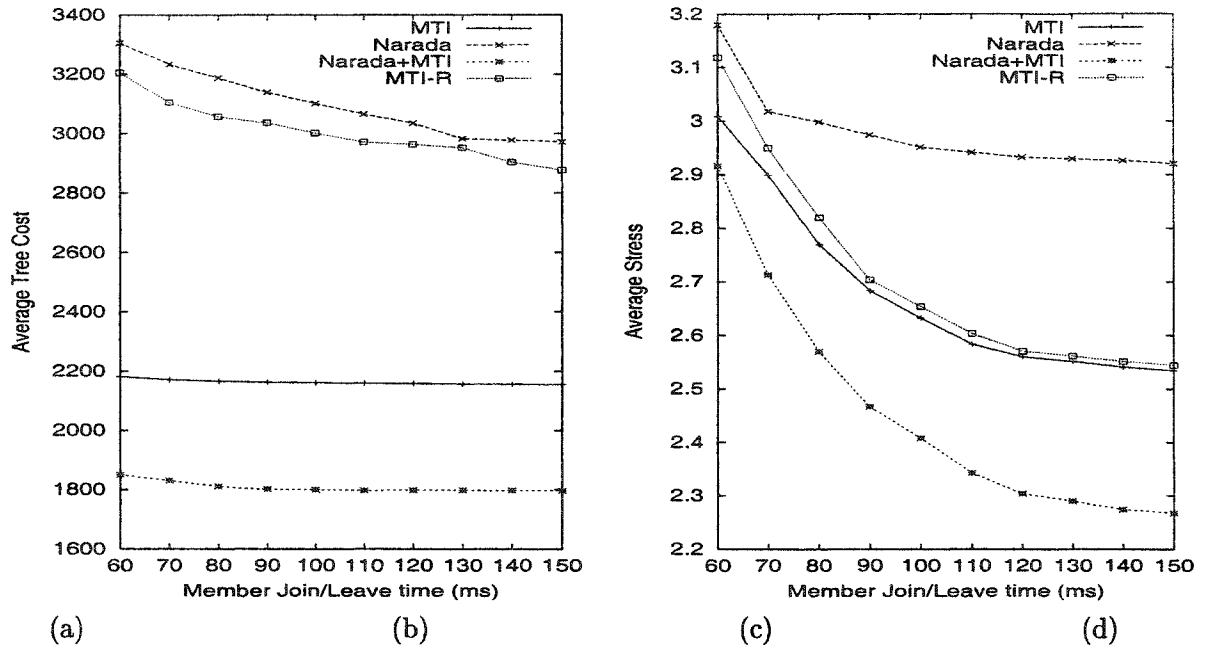 3400
3200
3000
2800
2600
2400
2200
2000
1800
1600
Average Tree Cost
MTI
Narada
Narada+MTI
MTI-R
60 70 80 90 100 110 120 130 140 150
Member Join/Leave time (ms)
3.2
3.1
3
2.9
2.8
2.7
2.6
2.5
2.4
2.3
2.2
Average Stress
MTI
Narada
Narada+MTI
MTI-R
60 70 80 90 100 110 120 130 140 150
Member Join/Leave time (ms)
(a) (b) (c) (d)